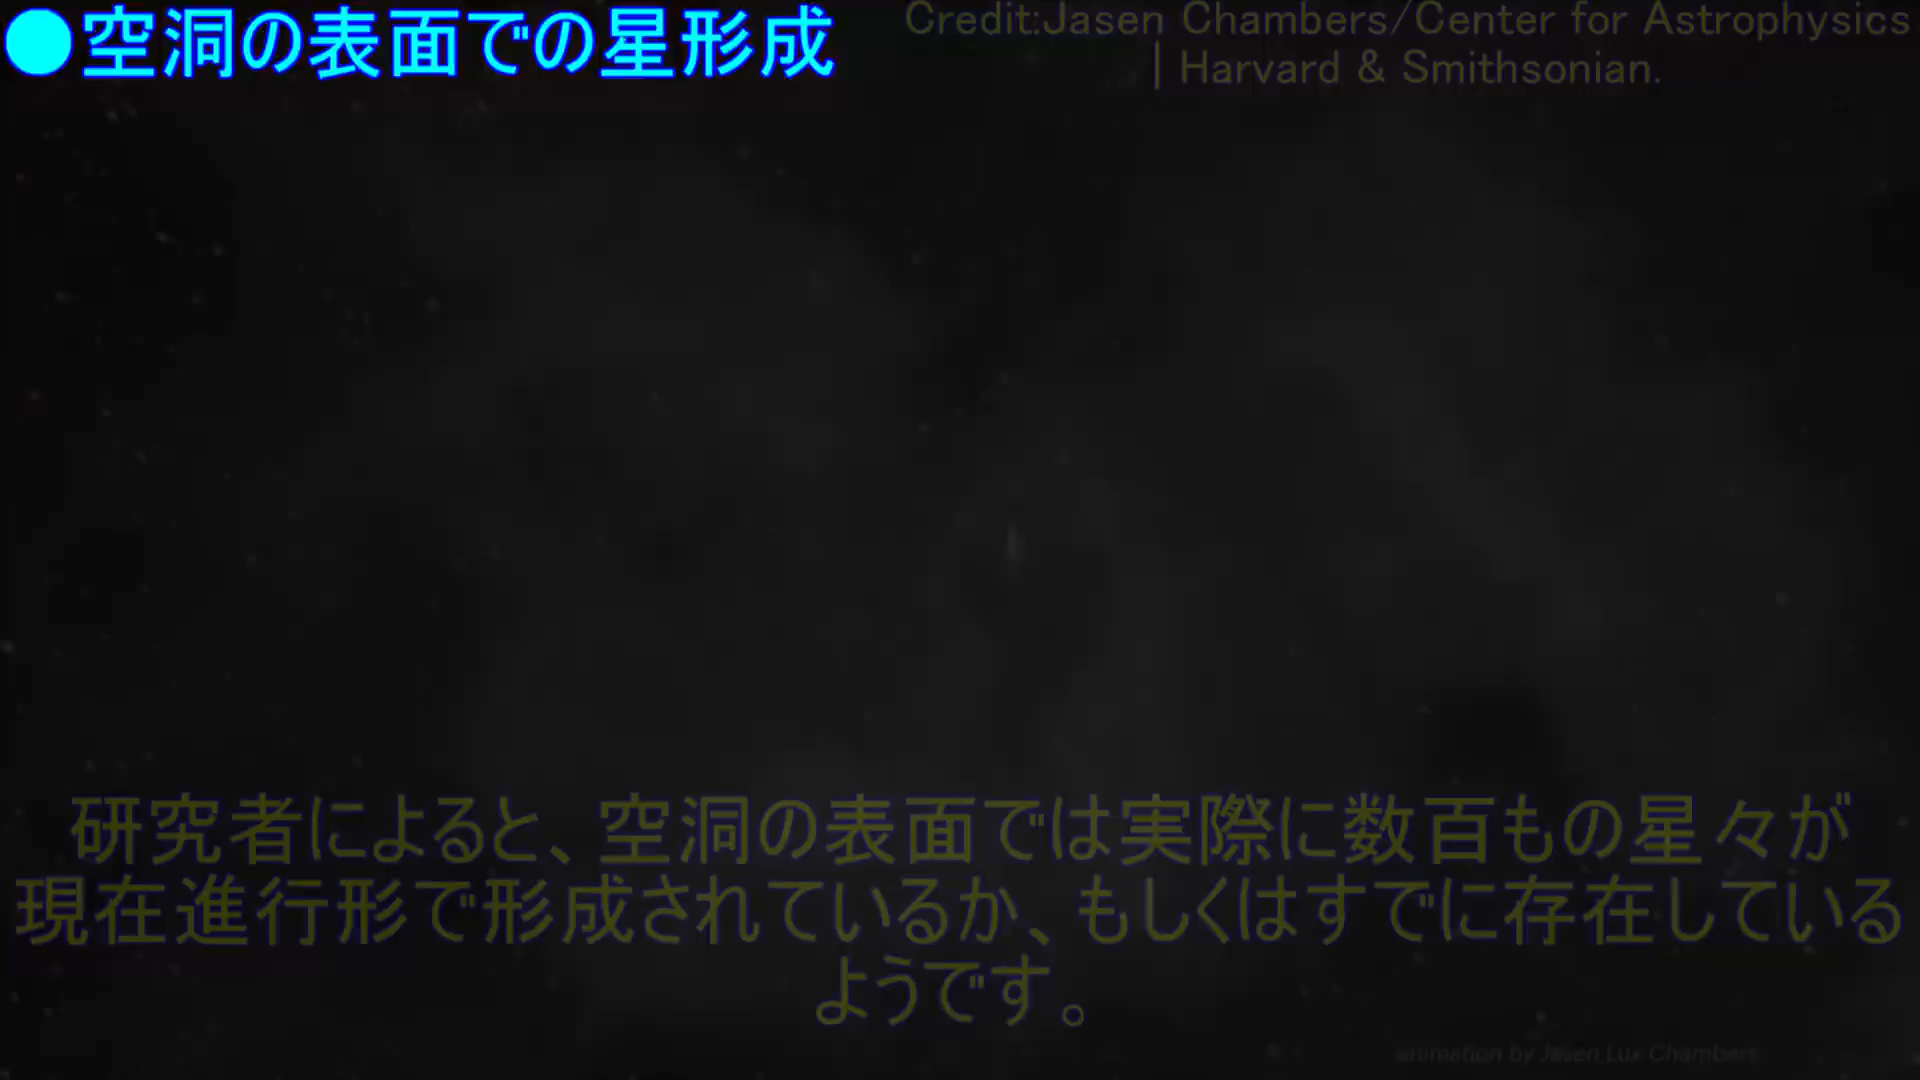 ●空洞の表面での星形成
Credit:Jasen Chambers/Center for Astrophysics
| Harvard & Smithsonian.
研究者によると、空洞の表面では実際に数百もの星々が
現在進行形で形成されているか、もしくはすでに存在している
ようです。
animation by Jasen Lux Chambers